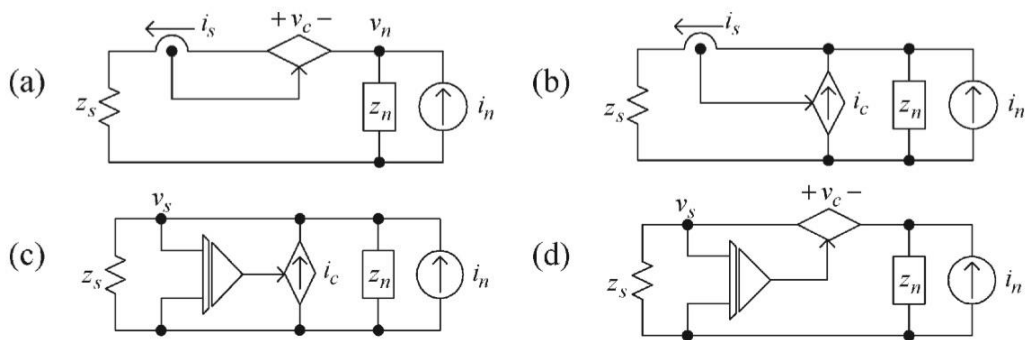 (a) i_s + v_c − v_n z_s z_n i_n
(b) i_s z_s i_c z_n i_n
(c) v_s z_s i_c z_n i_n
(d) v_s + v_c − z_s z_n i_n